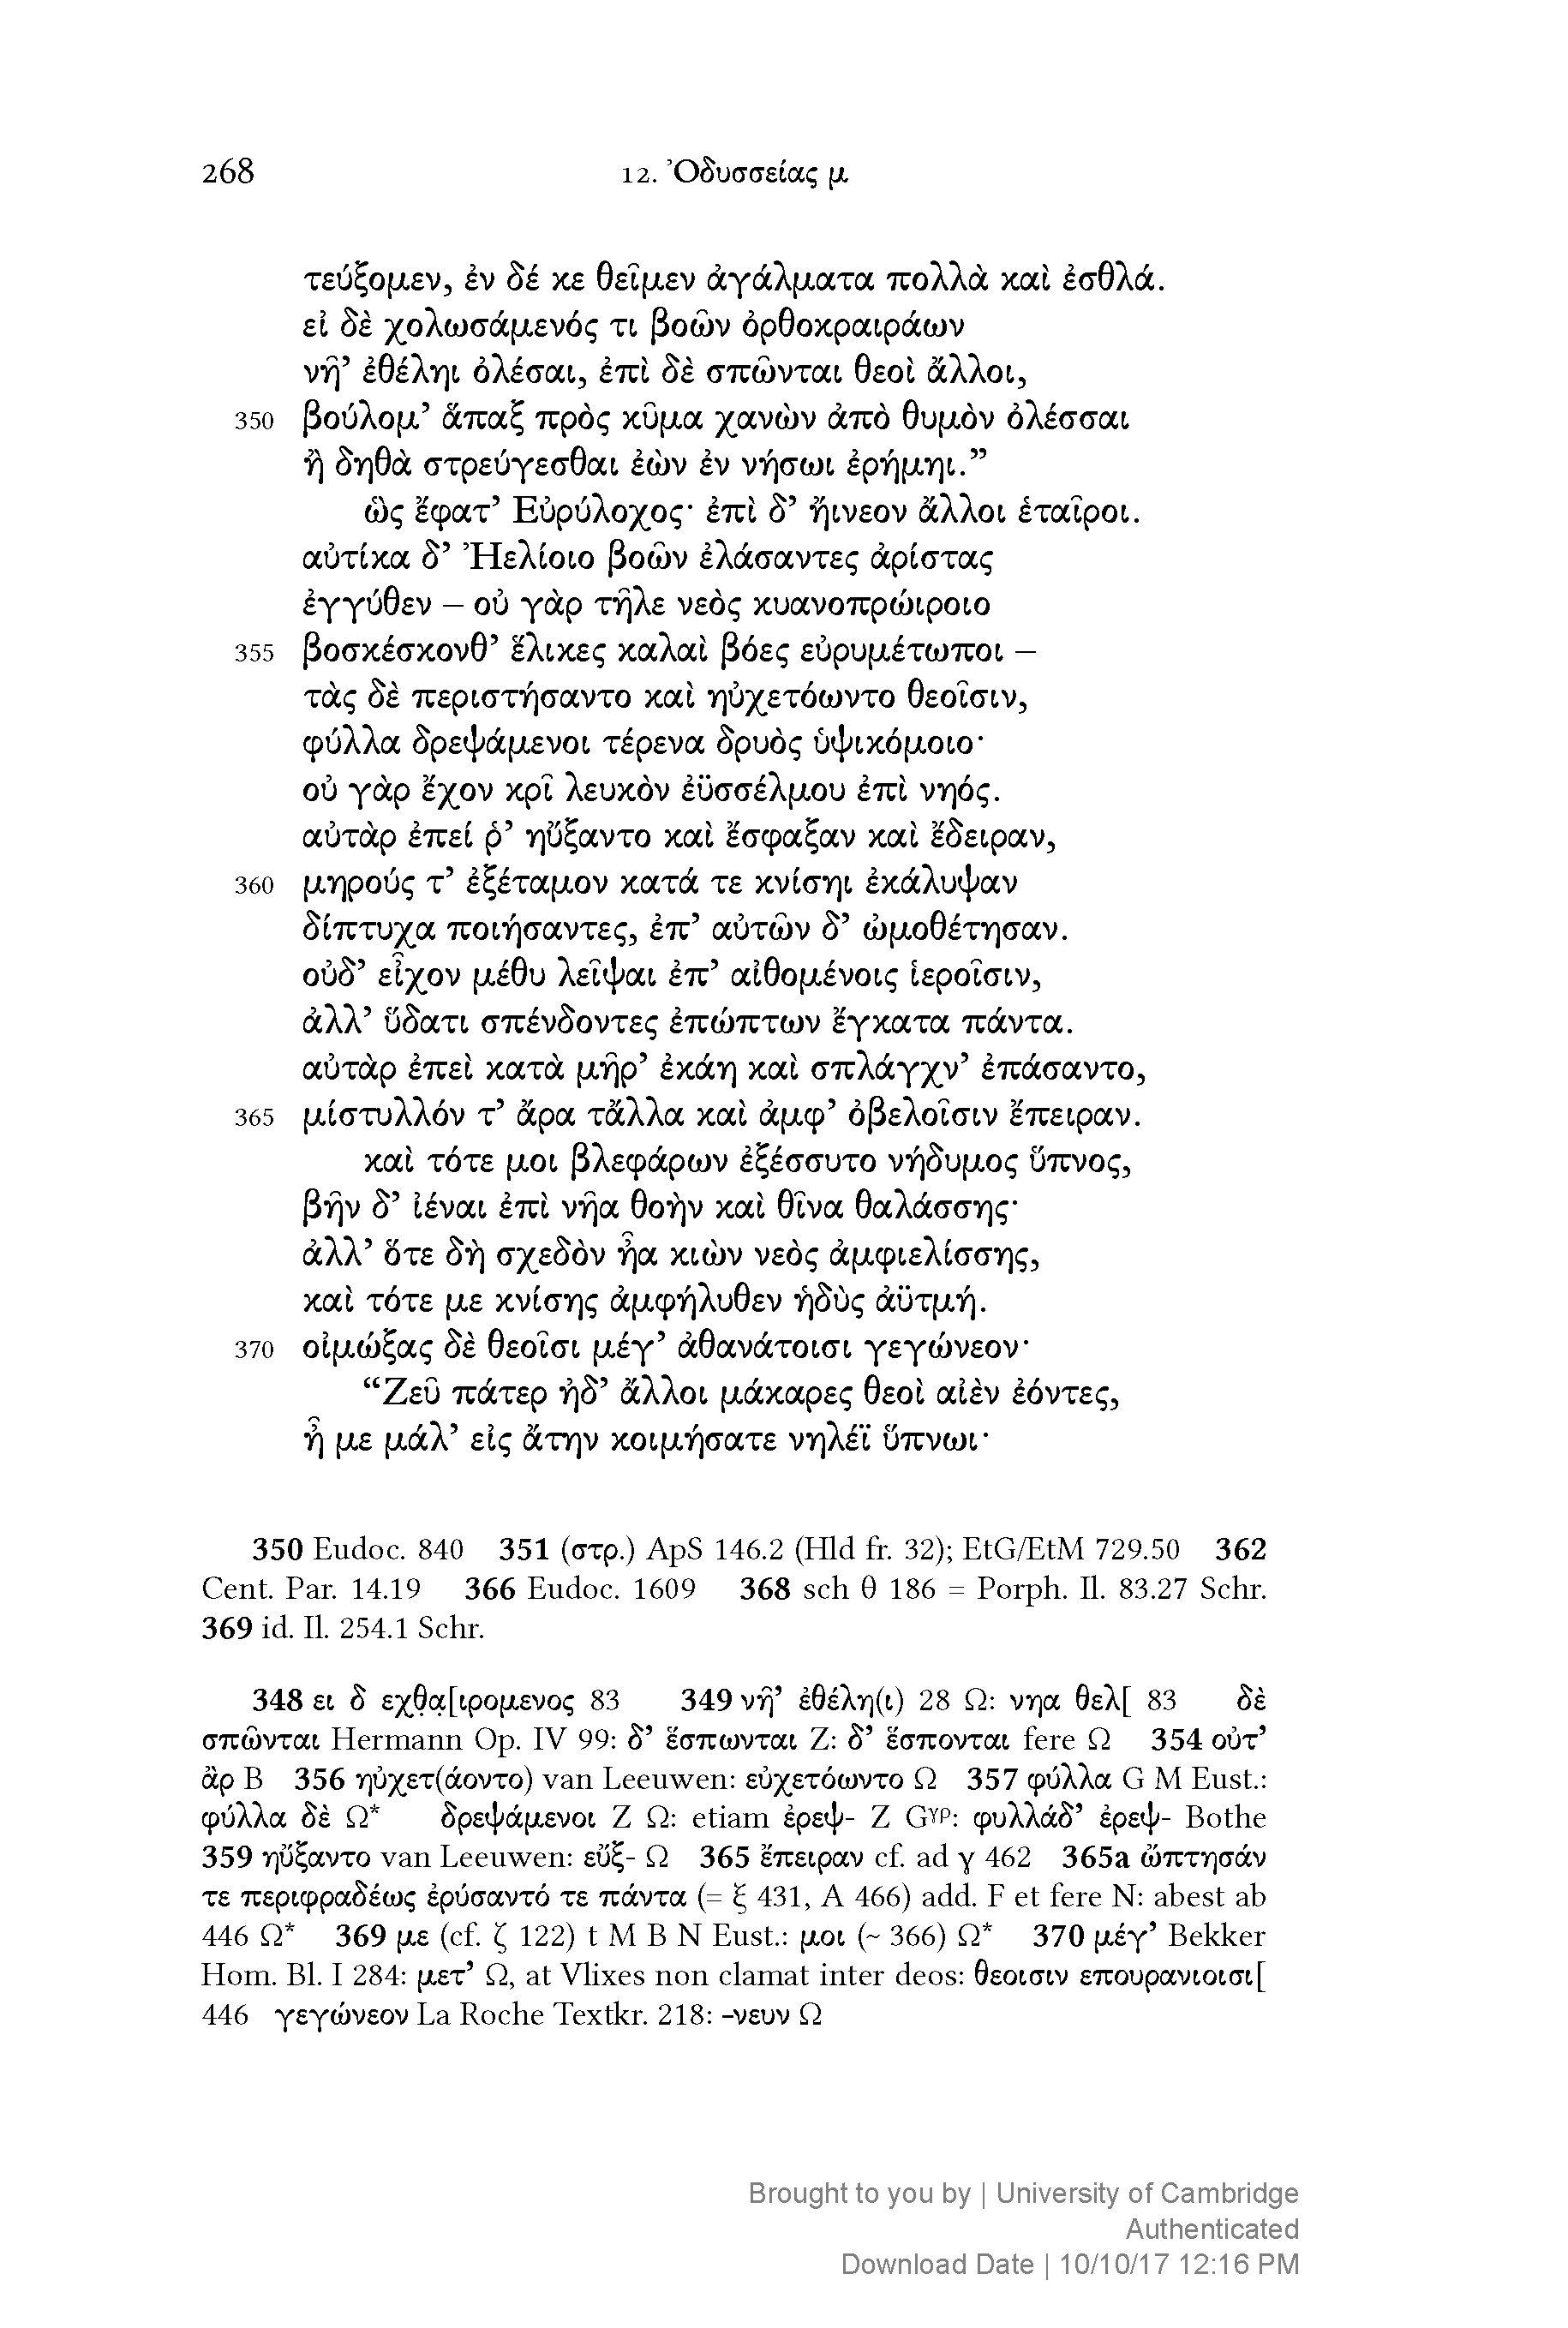 268 12. Ὀδυσσείας μ
τεύξομεν, ἐν δέ κε θεῖμεν ἀγάλματα πολλὰ καὶ ἐσθλά.
εἰ δὲ χολωσάμενός τι βοῶν ὀρθοκραιράων
νῆ’ ἐθέληι ὀλέσαι, ἐπὶ δὲ σπῶνται θεοὶ ἄλλοι,
350 βούλομ’ ἅπαξ πρὸς κῦμα χανὼν ἀπὸ θυμὸν ὀλέσσαι
ἢ δηθὰ στρεύγεσθαι ἐὼν ἐν νήσωι ἐρήμηι.”
ὣς ἔφατ’ Εὐρύλοχος· ἐπὶ δ’ ἤινεον ἄλλοι ἑταῖροι.
αὐτίκα δ’ Ἠελίοιο βοῶν ἐλάσαντες ἀρίστας
ἐγγύθεν – οὐ γὰρ τῆλε νεὸς κυανοπρώιροιο
355 βοσκέσκονθ’ ἕλικες καλαὶ βόες εὐρυμέτωποι –
τὰς δὲ περιστήσαντο καὶ ηὐχετόωντο θεοῖσιν,
φύλλα δρεψάμενοι τέρενα δρυὸς ὑψικόμοιο·
οὐ γὰρ ἔχον κρῖ λευκὸν ἐϋσσέλμου ἐπὶ νηός.
αὐτὰρ ἐπεί ῥ’ ηὔξαντο καὶ ἔσφαξαν καὶ ἔδειραν,
360 μηρούς τ’ ἐξέταμον κατά τε κνίσηι ἐκάλυψαν
δίπτυχα ποιήσαντες, ἐπ’ αὐτῶν δ’ ὠμοθέτησαν.
οὐδ’ εἶχον μέθυ λεῖψαι ἐπ’ αἰθομένοις ἱεροῖσιν,
ἀλλ’ ὕδατι σπένδοντες ἐπώπτων ἔγκατα πάντα.
αὐτὰρ ἐπεὶ κατὰ μῆρ’ ἐκάη καὶ σπλάγχν’ ἐπάσαντο,
365 μίστυλλόν τ’ ἄρα τἄλλα καὶ ἀμφ’ ὀβελοῖσιν ἔπειραν.
καὶ τότε μοι βλεφάρων ἐξέσσυτο νήδυμος ὕπνος,
βῆν δ’ ἰέναι ἐπὶ νῆα θοὴν καὶ θῖνα θαλάσσης·
ἀλλ’ ὅτε δὴ σχεδὸν ἦα κιὼν νεὸς ἀμφιελίσσης,
καὶ τότε με κνίσης ἀμφήλυθεν ἡδὺς ἀϋτμή.
370 οἰμώξας δὲ θεοῖσι μέγ’ ἀθανάτοισι γεγώνεον·
“Ζεῦ πάτερ ἠδ’ ἄλλοι μάκαρες θεοὶ αἰὲν ἐόντες,
ἦ με μάλ’ εἰς ἄτην κοιμήσατε νηλέϊ ὕπνωι·
350 Eudoc. 840 351 (στρ.) ApS 146.2 (Hld fr. 32); EtG/EtM 729.50 362
Cent. Par. 14.19 366 Eudoc. 1609 368 sch θ 186 = Porph. Il. 83.27 Schr.
369 id. Il. 254.1 Schr.
348 ει δ εχθ̣α̣[ιρομενος 83 349 νῆ’ ἐθέλη(ι) 28 Ω: νηα θελ[ 83 δὲ
σπῶνται Hermann Op. IV 99: δ’ ἕσπωνται Z: δ’ ἕσπονται fere Ω 354 οὐτ’
ἂρ B 356 ηὐχετ(άοντο) van Leeuwen: εὐχετόωντο Ω 357 φύλλα G M Eust.:
φύλλα δὲ Ω* δρεψάμενοι Z Ω: etiam ἐρεψ- Z Gγρ: φυλλάδ’ ἐρεψ- Bothe
359 ηὔξαντο van Leeuwen: εὔξ- Ω 365 ἔπειραν cf. ad γ 462 365a ὤπτησάν
τε περιφραδέως ἐρύσαντό τε πάντα (= ξ 431, Α 466) add. F et fere N: abest ab
446 Ω* 369 με (cf. ζ 122) t M B N Eust.: μοι (~ 366) Ω* 370 μέγ’ Bekker
Hom. Bl. I 284: μετ’ Ω, at Vlixes non clamat inter deos: θεοισιν επουρανιοισι[
446 γεγώνεον La Roche Textkr. 218: -νευν Ω
Brought to you by | University of Cambridge
Authenticated
Download Date | 10/10/17 12:16 PM